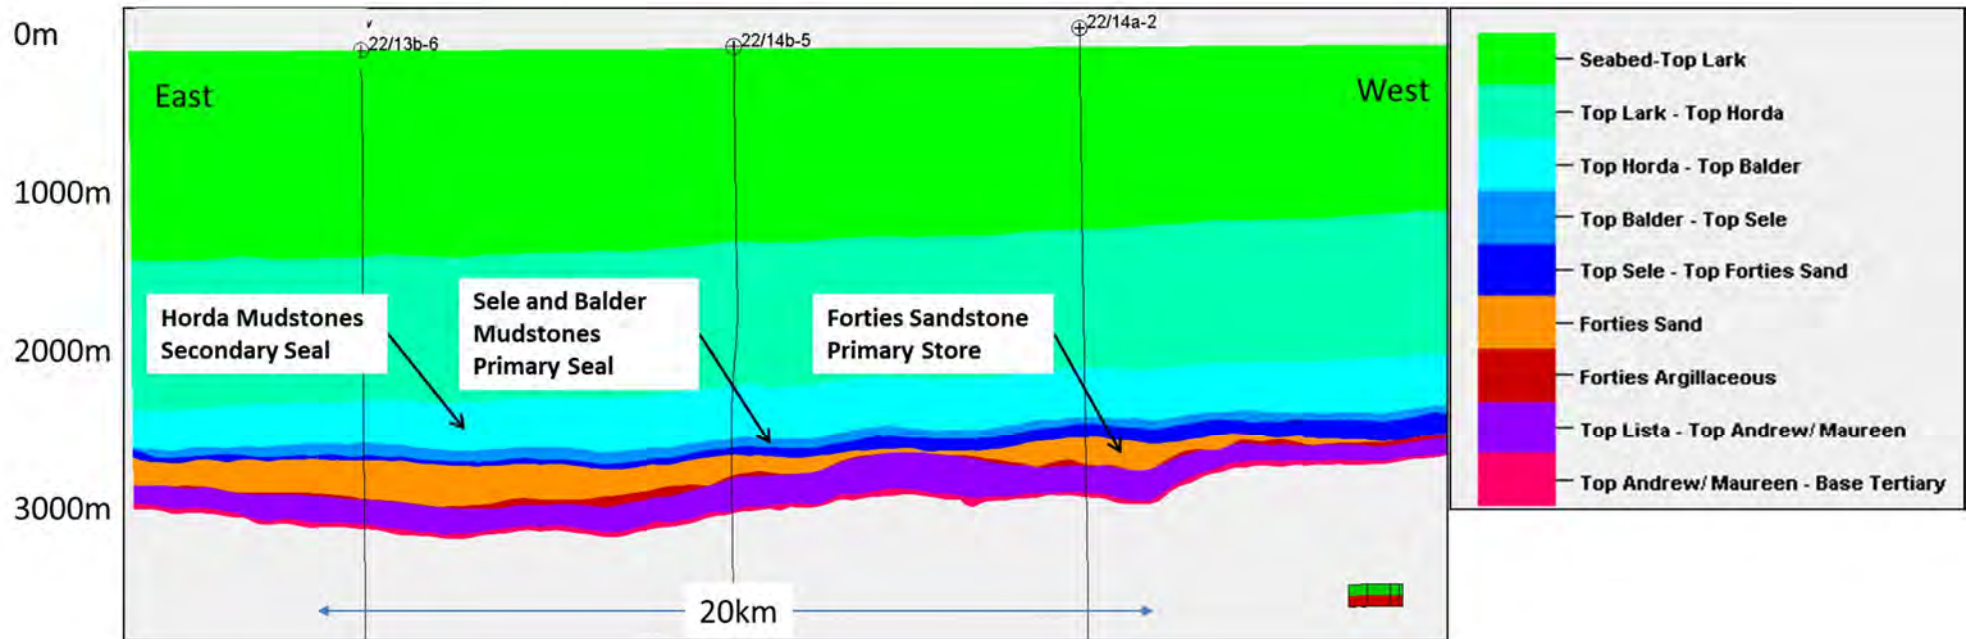 0m
1000m
2000m
3000m
22/13b-6
22/14b-5
22/14a-2
East
West
Horda Mudstones
Secondary Seal
Sele and Balder
Mudstones
Primary Seal
Forties Sandstone
Primary Store
20km
Seabed-Top Lark
Top Lark - Top Horda
Top Horda - Top Balder
Top Balder - Top Sele
Top Sele - Top Forties Sand
Forties Sand
Forties Argillaceous
Top Lista - Top Andrew/ Maureen
Top Andrew/ Maureen - Base Tertiary